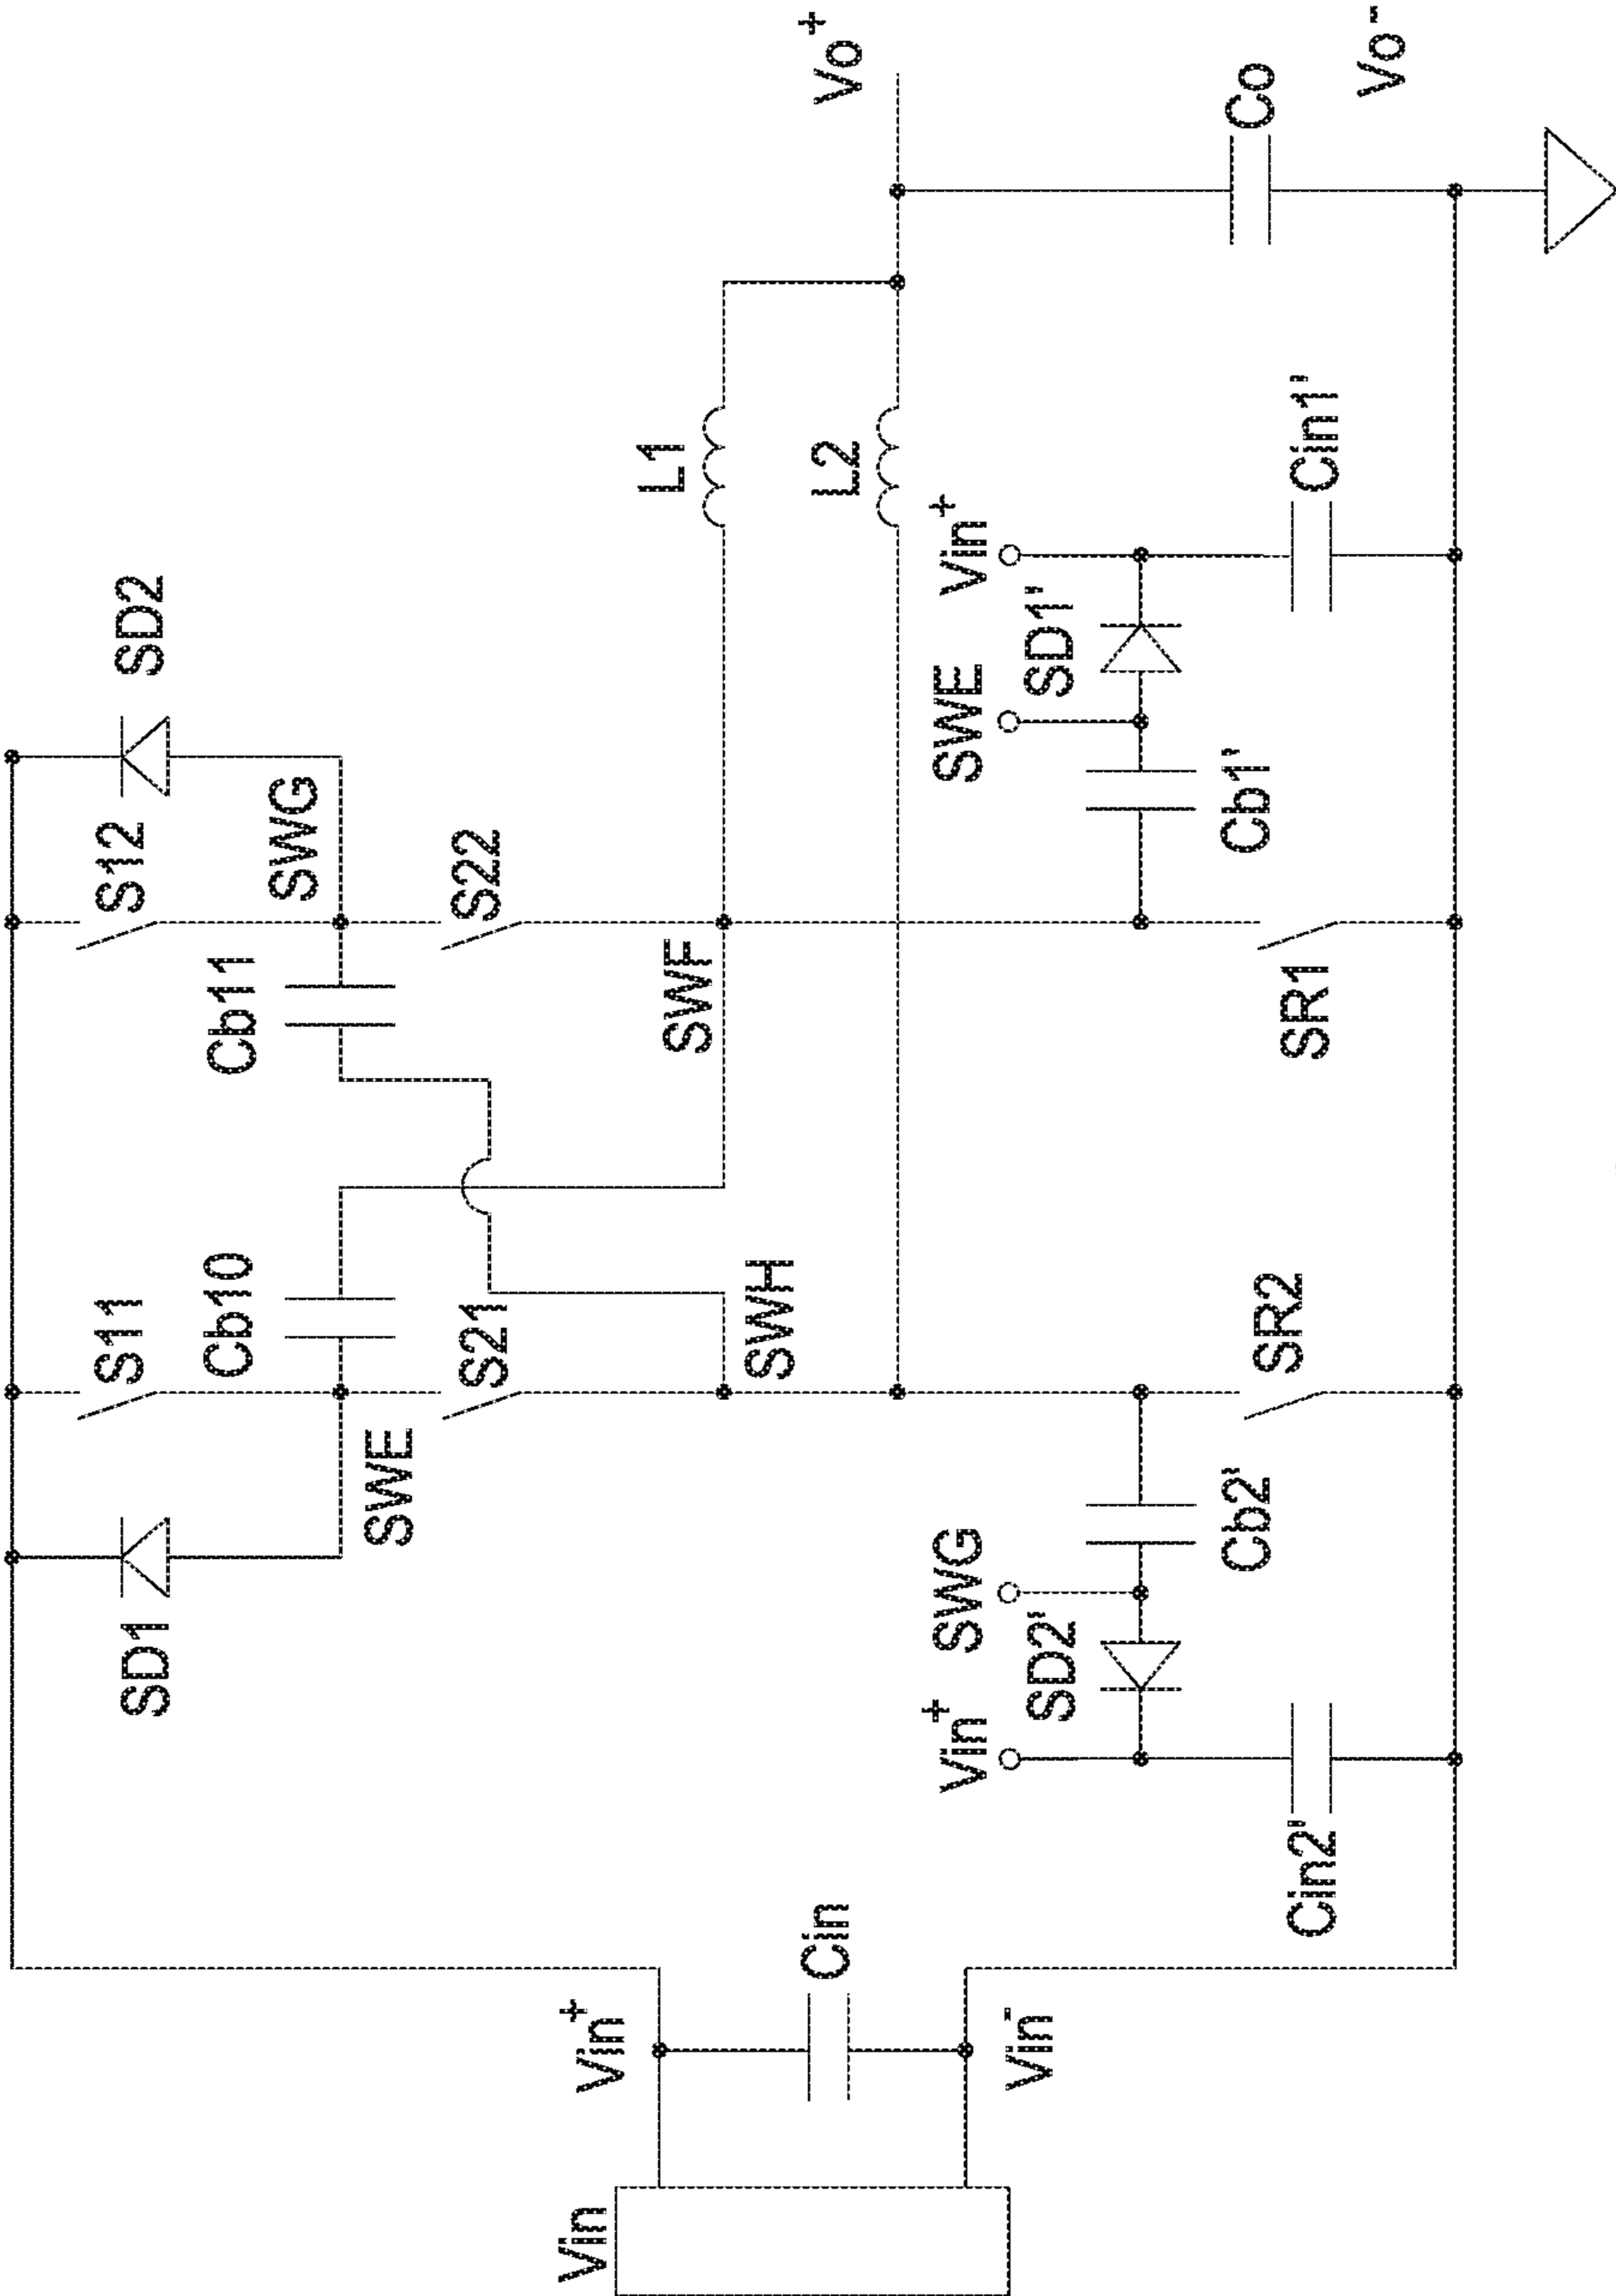 SD1
S11
S12
SD2
Cb10
Cb11
SWG
SWE
S21
S22
SWF
L1
SWH
L2
Vo+
Vin
Vin+
Cin
Vin-
Vin+
SWG
SD2'
Cb2'
Cin2'
SR2
SR1
SWE
Vin+
SD1'
Cb1'
Cin1'
Co
Vo-